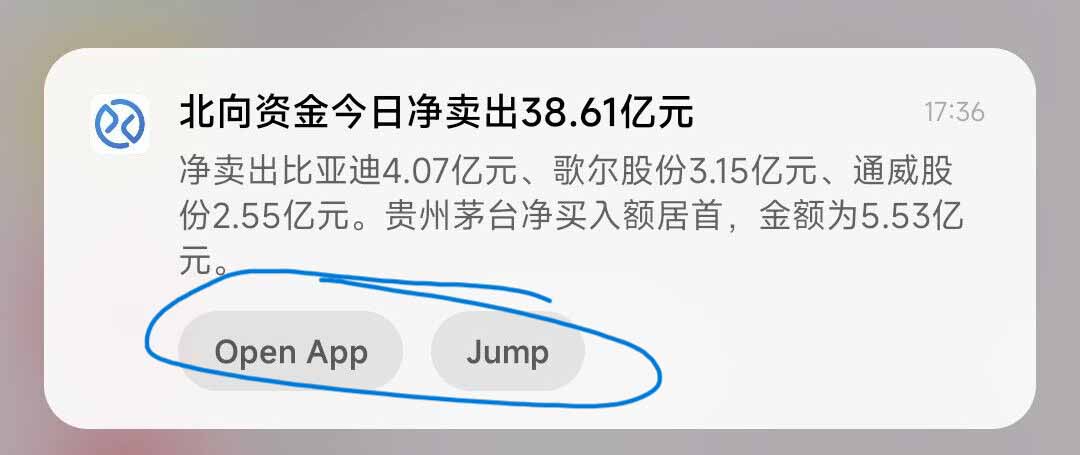 北向资金今日净卖出38.61亿元
17:36
净卖出比亚迪4.07亿元、歌尔股份3.15亿元、通威股
份2.55亿元。贵州茅台净买入额居首，金额为5.53亿
元。
Open App
Jump